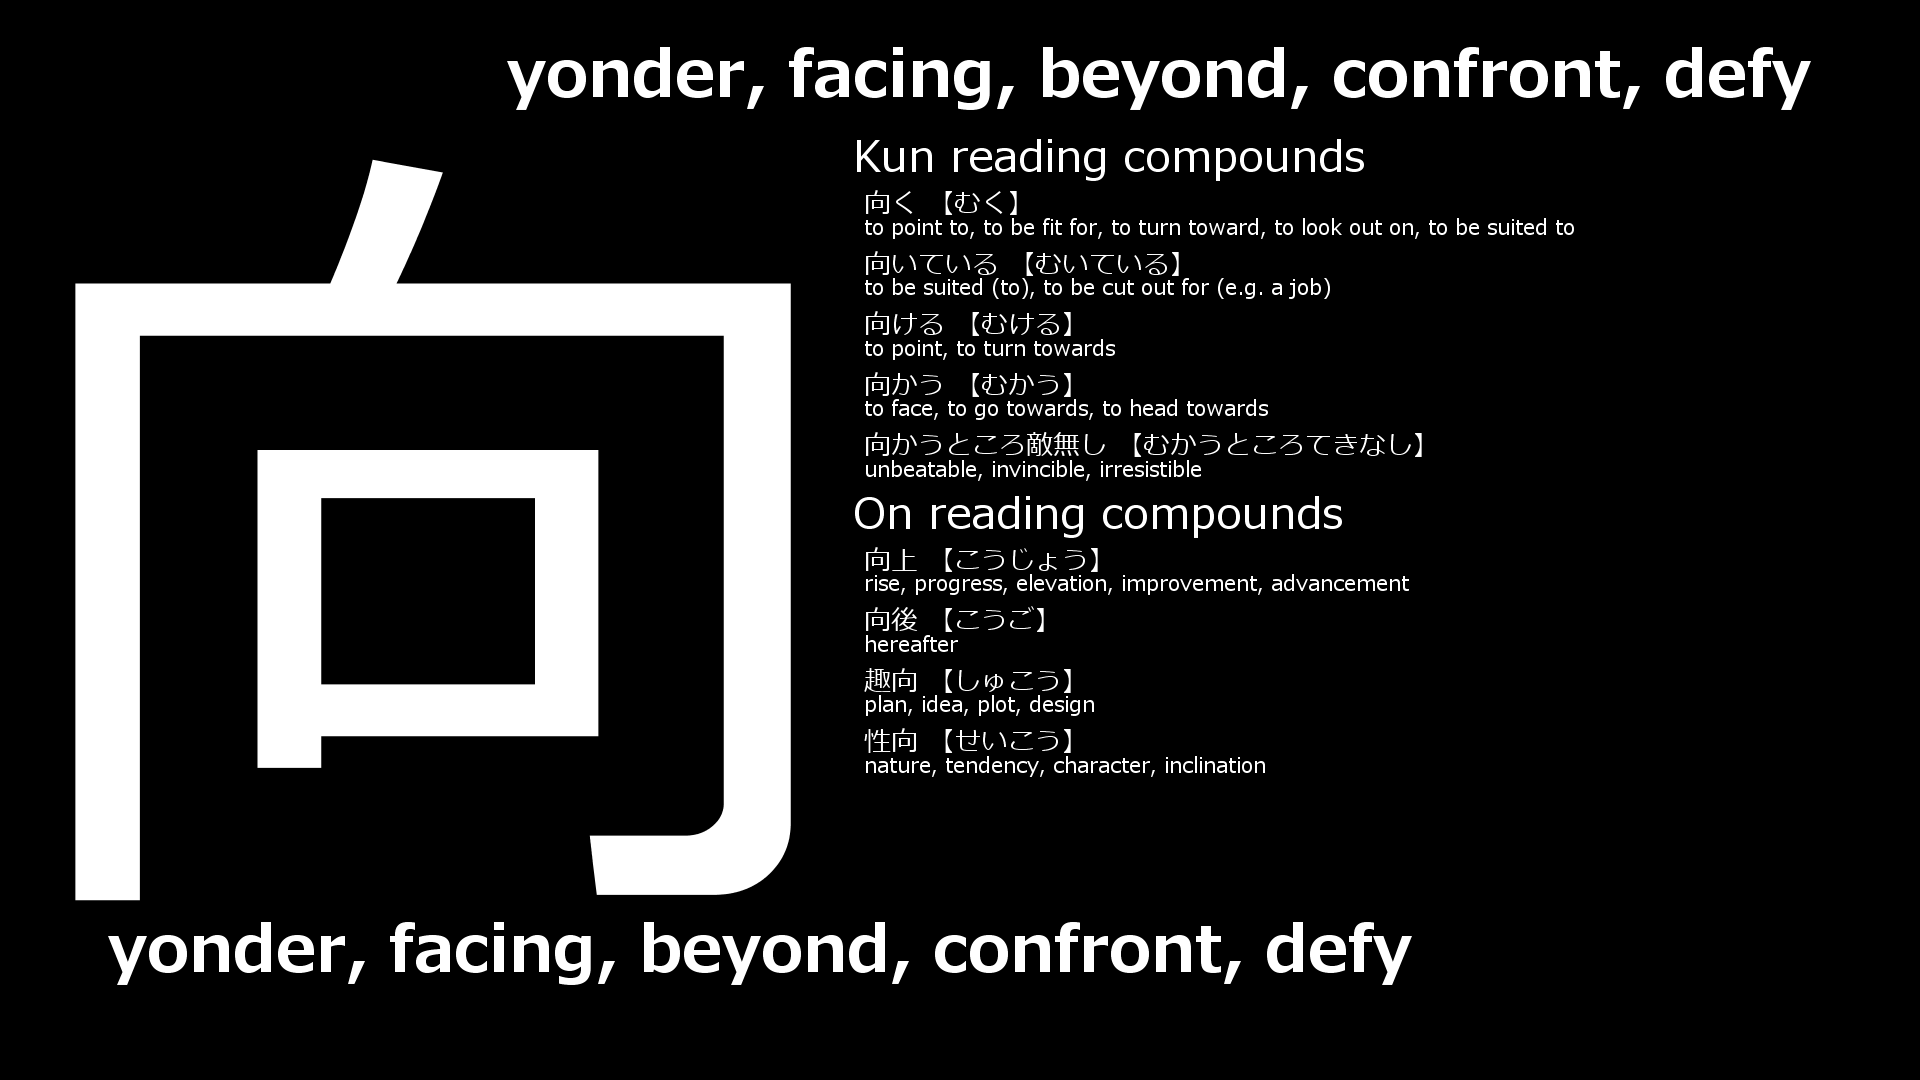 yonder, facing, beyond, confront, defy
向
Kun reading compounds
向く 【むく】
to point to, to be fit for, to turn toward, to look out on, to be suited to
向いている 【むいている】
to be suited (to), to be cut out for (e.g. a job)
向ける 【むける】
to point, to turn towards
向かう 【むかう】
to face, to go towards, to head towards
向かうところ敵無し 【むかうところてきなし】
unbeatable, invincible, irresistible
On reading compounds
向上 【こうじょう】
rise, progress, elevation, improvement, advancement
向後 【こうご】
hereafter
趣向 【しゅこう】
plan, idea, plot, design
性向 【せいこう】
nature, tendency, character, inclination
yonder, facing, beyond, confront, defy